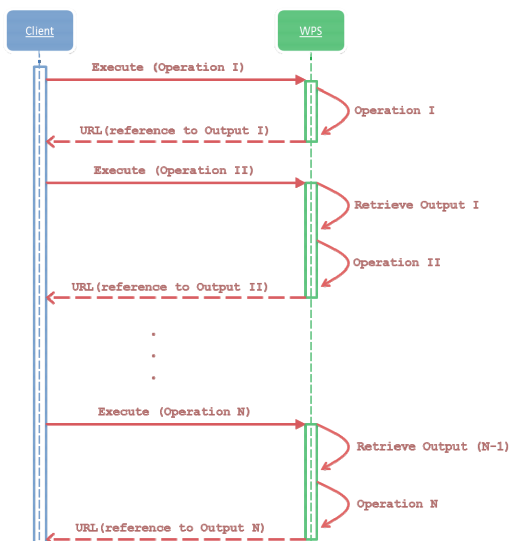 Client
WPS
Execute (Operation I)
Operation I
URL(reference to Output I)
Execute (Operation II)
Retrieve Output I
Operation II
URL(reference to Output II)
Execute (Operation N)
Retrieve Output (N-1)
Operation N
URL(reference to Output N)